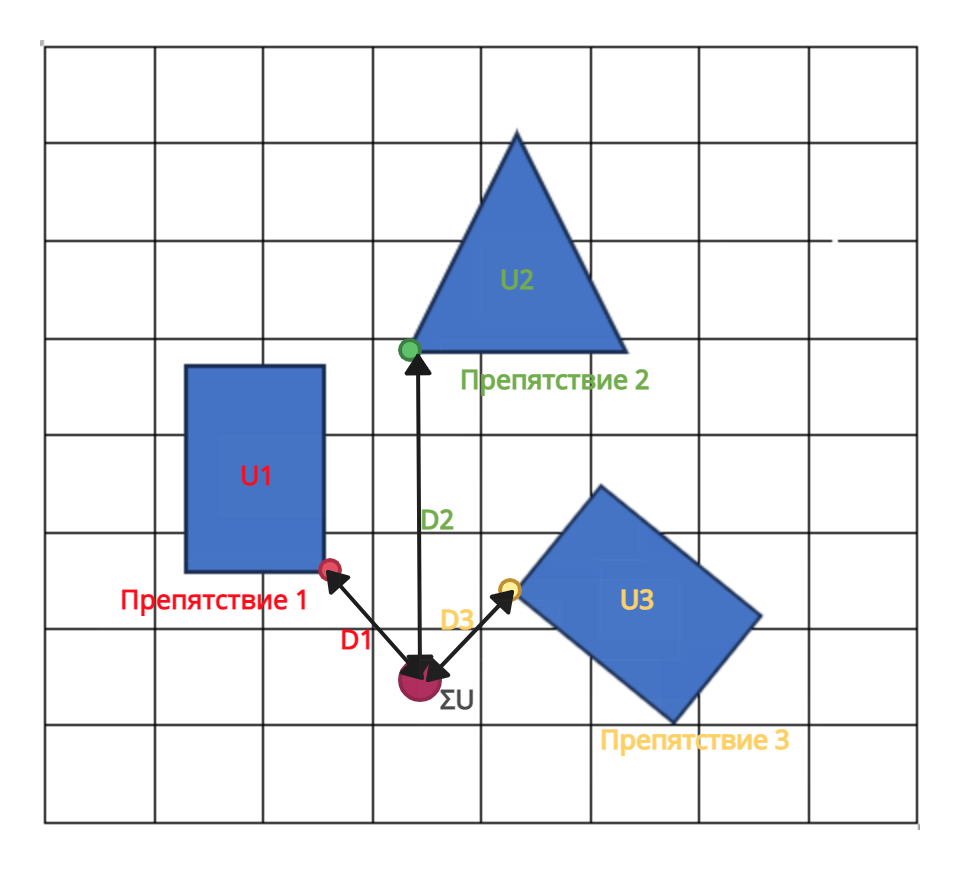 U2
Препятствие 2
U1
D2
Препятствие 1
U3
D3
D1
ΣU
Препятствие 3